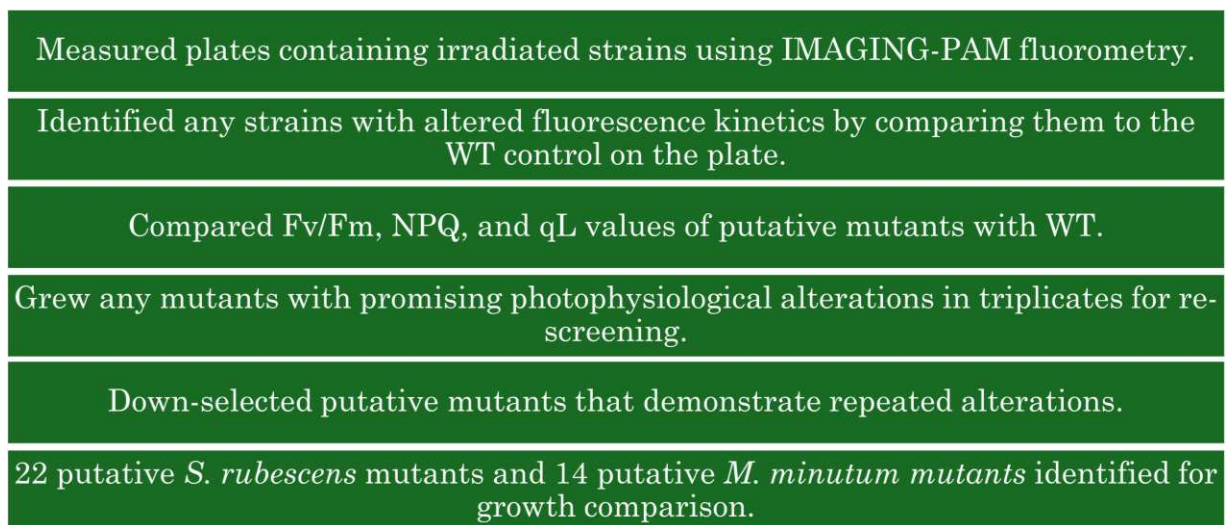 Measured plates containing irradiated strains using IMAGING-PAM fluorometry.
Identified any strains with altered fluorescence kinetics by comparing them to the
WT control on the plate.
Compared Fv/Fm, NPQ, and qL values of putative mutants with WT.
Grew any mutants with promising photophysiological alterations in triplicates for re-
screening.
Down-selected putative mutants that demonstrate repeated alterations.
22 putative S. rubescens mutants and 14 putative M. minutum mutants identified for
growth comparison.